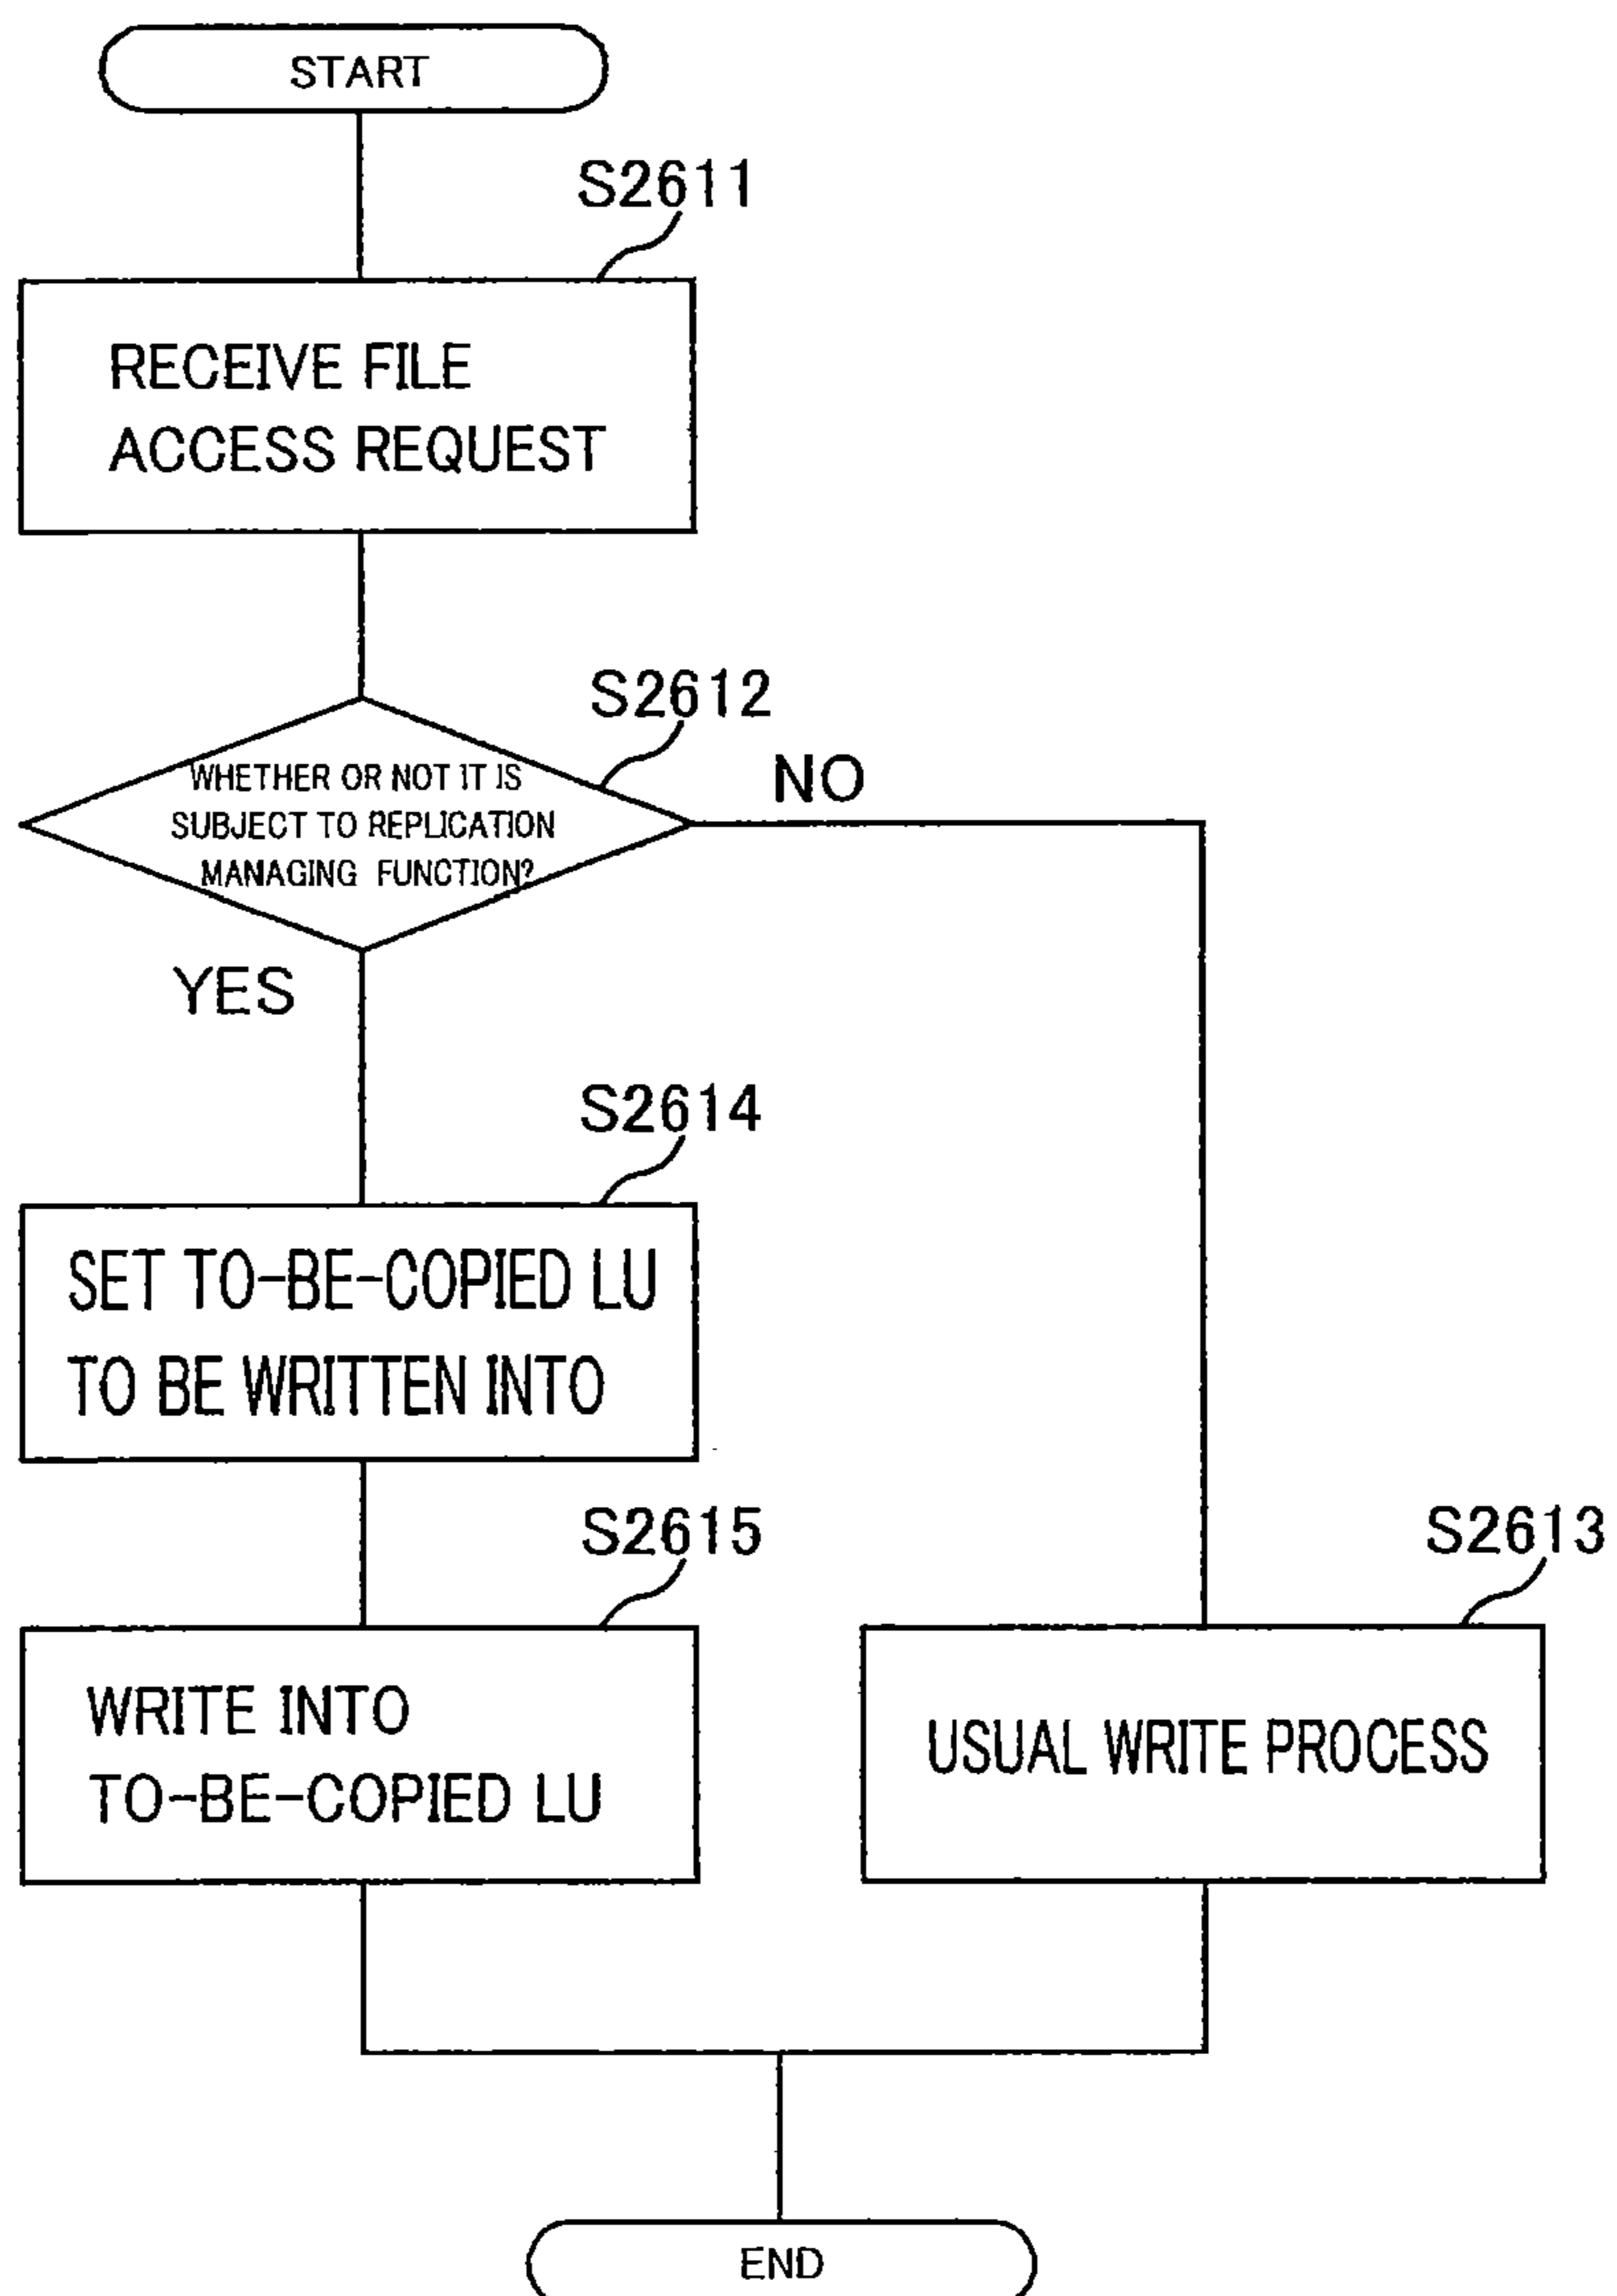 START
S2611
RECEIVE FILE
ACCESS REQUEST
S2612
WHETHER OR NOT IT IS
SUBJECT TO REPLICATION
MANAGING FUNCTION?
NO
YES
S2614
SET TO-BE-COPIED LU
TO BE WRITTEN INTO
S2615
WRITE INTO
TO-BE-COPIED LU
S2613
USUAL WRITE PROCESS
END